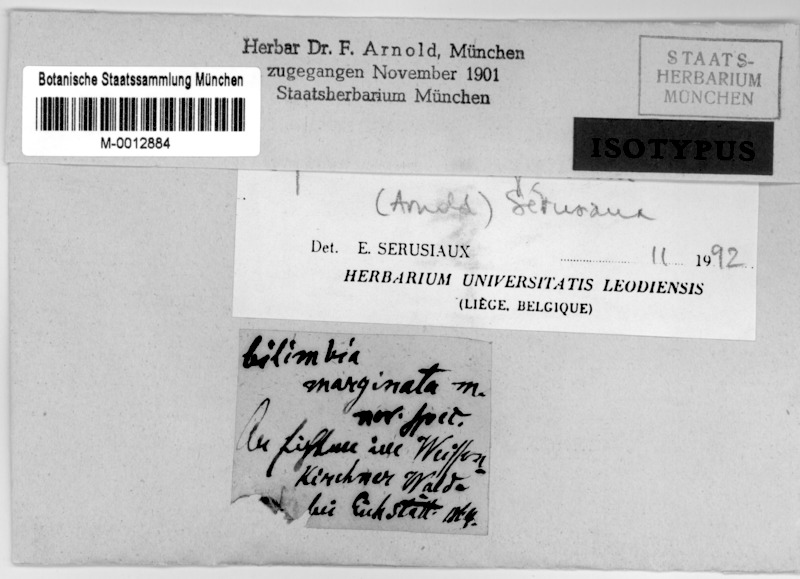 Herbar Dr. F. Arnold, München
zugegangen November 1901
Staatsherbarium München
STAATS-
HERBARIUM
MÜNCHEN
Botanische Staatssammlung München
M-0012884
ISOTYPUS
(Arnold) Sérusiaux
Det. E. SERUSIAUX 11 1992
HERBARIUM UNIVERSITATIS LEODIENSIS
(LIÈGE, BELGIQUE)
bilimbia
marginata m.
nov. spec.
An Fichten im Weissen-
kirchner Walde
bei Eichstätt